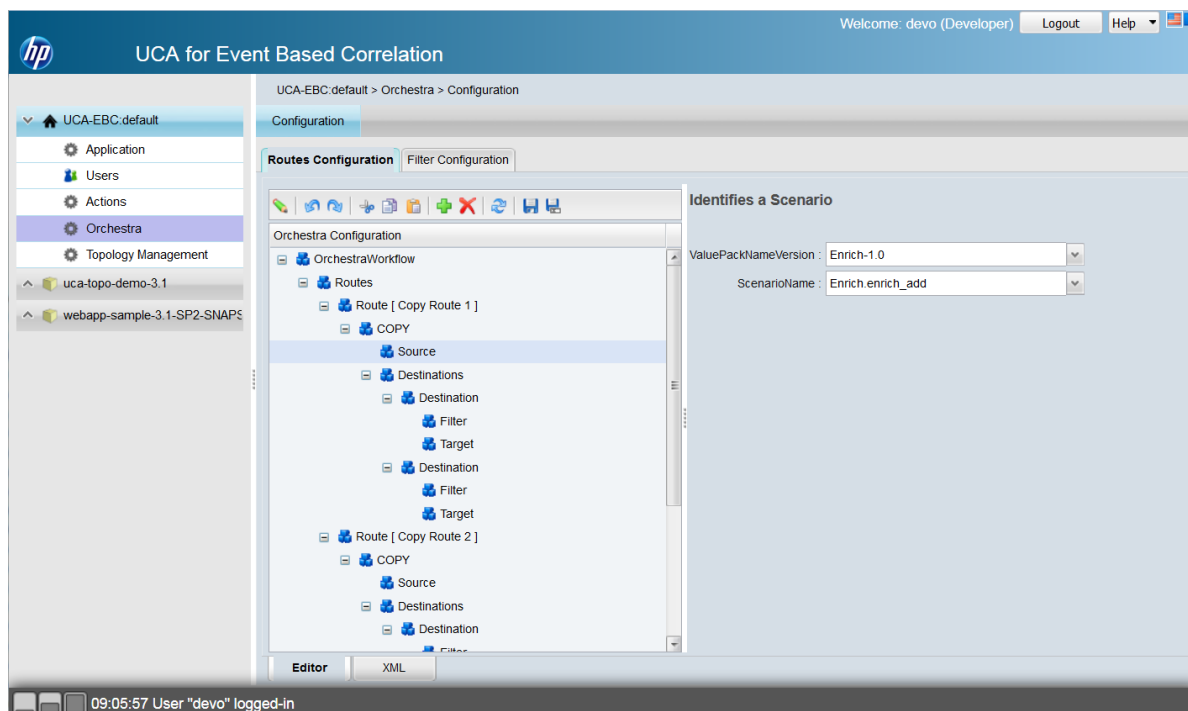 Welcome: devo (Developer) Logout Help
hp UCA for Event Based Correlation
UCA-EBC:default > Orchestra > Configuration
UCA-EBC:default
Application
Users
Actions
Orchestra
Topology Management
uca-topo-demo-3.1
webapp-sample-3.1-SP2-SNAPS
Configuration
Routes Configuration Filter Configuration
Orchestra Configuration
OrchestraWorkflow
Routes
Route [ Copy Route 1 ]
COPY
Source
Destinations
Destination
Filter
Target
Destination
Filter
Target
Route [ Copy Route 2 ]
COPY
Source
Destinations
Destination
Filter
Identifies a Scenario
ValuePackNameVersion : Enrich-1.0
ScenarioName : Enrich.enrich_add
Editor XML
09:05:57 User "devo" logged-in